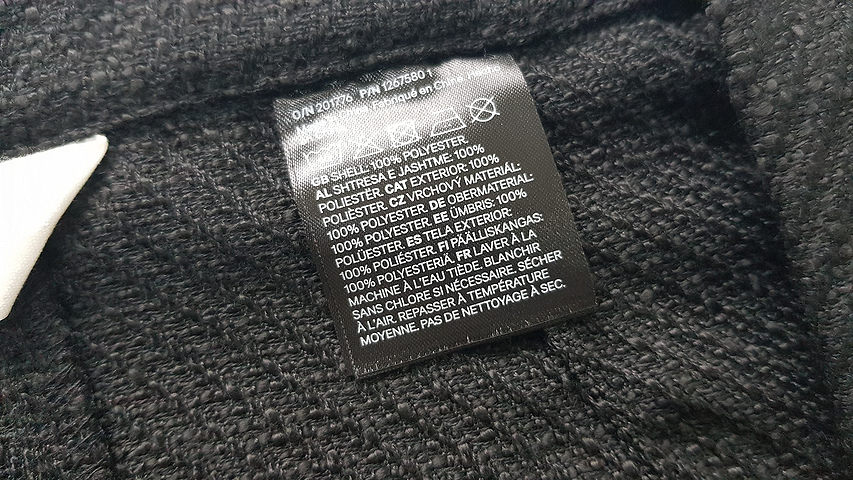 O/N 201776 P/N 1267580 1
Fabriqué en Chine
GB SHELL: 100% POLYESTER.
AL SHTRESA E JASHTME: 100%
POLIESTËR. CAT EXTERIOR: 100%
POLIÈSTER. CZ VRCHOVÝ MATERIÁL:
100% POLYESTER. DE OBERMATERIAL:
100% POLYESTER. EE ÜMBRIS: 100%
POLÜESTER. ES TELA EXTERIOR:
100% POLIÉSTER. FI PÄÄLLISKANGAS:
100% POLYESTERIÄ. FR LAVER À LA
MACHINE À L'EAU TIÈDE. BLANCHIR
SANS CHLORE SI NÉCESSAIRE. SÉCHER
À L'AIR. REPASSER À TEMPÉRATURE
MOYENNE. PAS DE NETTOYAGE À SEC.